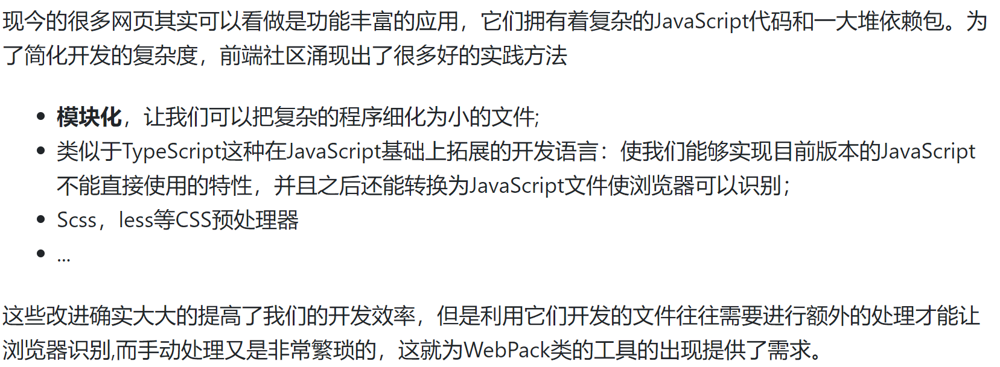 现今的很多网页其实可以看做是功能丰富的应用，它们拥有着复杂的JavaScript代码和一大堆依赖包。为
了简化开发的复杂度，前端社区涌现出了很多好的实践方法
• 模块化，让我们可以把复杂的程序细化为小的文件;
• 类似于TypeScript这种在JavaScript基础上拓展的开发语言：使我们能够实现目前版本的JavaScript
不能直接使用的特性，并且之后还能转换为JavaScript文件使浏览器可以识别；
• Scss，less等CSS预处理器
• ...
这些改进确实大大的提高了我们的开发效率，但是利用它们开发的文件往往需要进行额外的处理才能让
浏览器识别,而手动处理又是非常繁琐的，这就为WebPack类的工具的出现提供了需求。